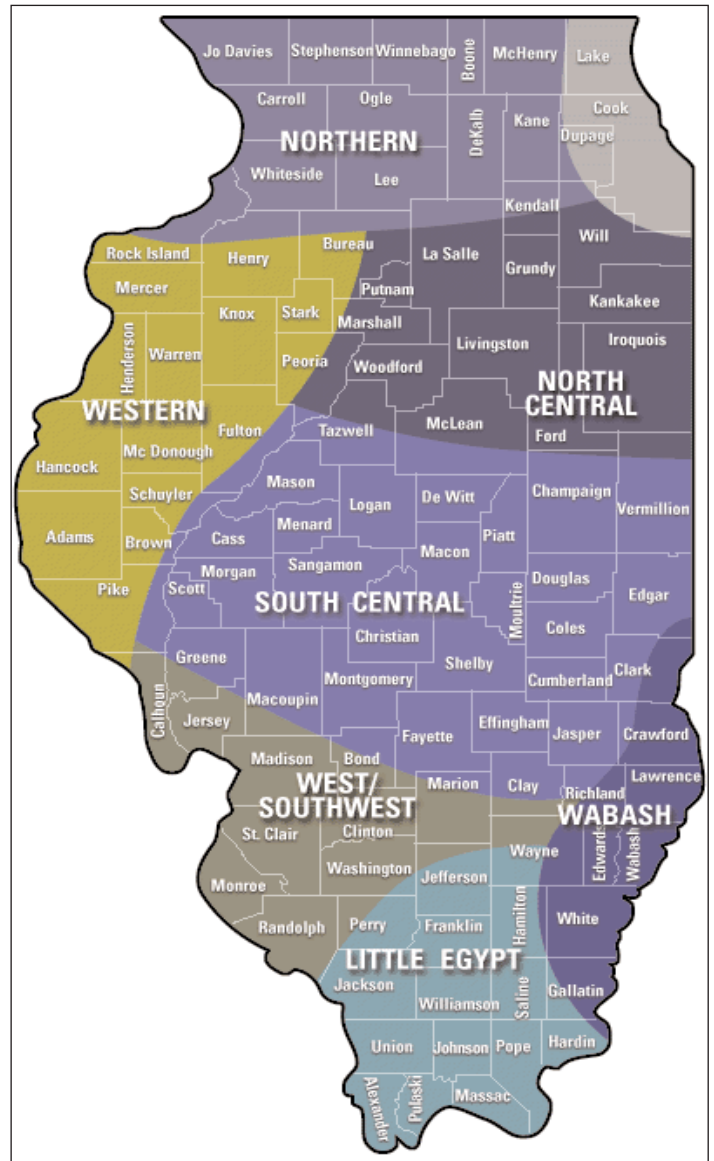 Jo Davies
Stephenson
Winnebago
Boone
McHenry
Lake
Carroll
Ogle
DeKalb
Kane
Cook
Dupage
NORTHERN
Whiteside
Lee
Kendall
Will
Rock Island
Henry
Bureau
La Salle
Grundy
Mercer
Putnam
Kankakee
Knox
Stark
Marshall
Henderson
Warren
Peoria
Woodford
Livingston
Iroquois
WESTERN
NORTH
CENTRAL
Fulton
Tazwell
McLean
Ford
Hancock
Mc Donough
Schuyler
Mason
Logan
De Witt
Champaign
Vermillion
Adams
Brown
Cass
Menard
Macon
Piatt
Pike
Morgan
Sangamon
Scott
Douglas
Edgar
SOUTH CENTRAL
Moultrie
Christian
Coles
Greene
Shelby
Clark
Calhoun
Jersey
Macoupin
Montgomery
Cumberland
Fayette
Effingham
Jasper
Crawford
Madison
Bond
Marion
Clay
Richland
Lawrence
WEST/
SOUTHWEST
WABASH
St. Clair
Clinton
Wayne
Edwards
Wabash
Washington
Jefferson
Monroe
Hamilton
White
Randolph
Perry
Franklin
LITTLE EGYPT
Jackson
Williamson
Saline
Gallatin
Union
Johnson
Pope
Hardin
Alexander
Pulaski
Massac